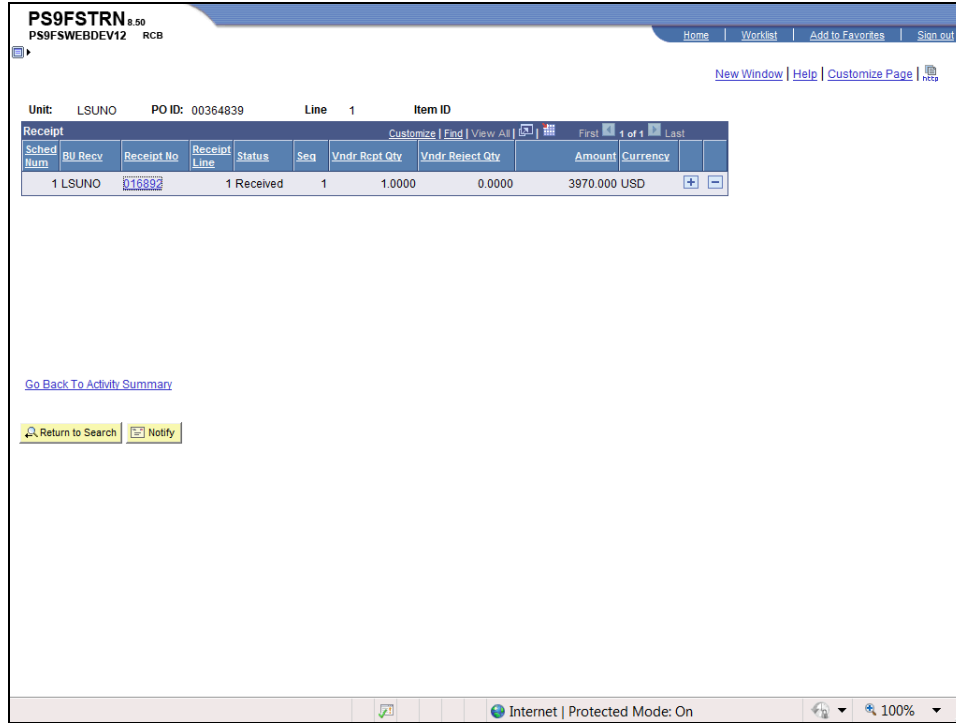 PS9FSTRN 8.50
PS9FSWEBDEV12 RCB
Home | Worklist | Add to Favorites | Sign out
New Window | Help | Customize Page | http
Unit: LSUNO PO ID: 00364839 Line 1 Item ID
Receipt Customize | Find | View All | | First 1 of 1 Last
Sched Num BU Recv Receipt No Receipt Line Status Seq Vndr Rcpt Qty Vndr Reject Qty Amount Currency
1 LSUNO 016892 1 Received 1 1.0000 0.0000 3970.000 USD + -
Go Back To Activity Summary
Return to Search Notify
Internet | Protected Mode: On 100%